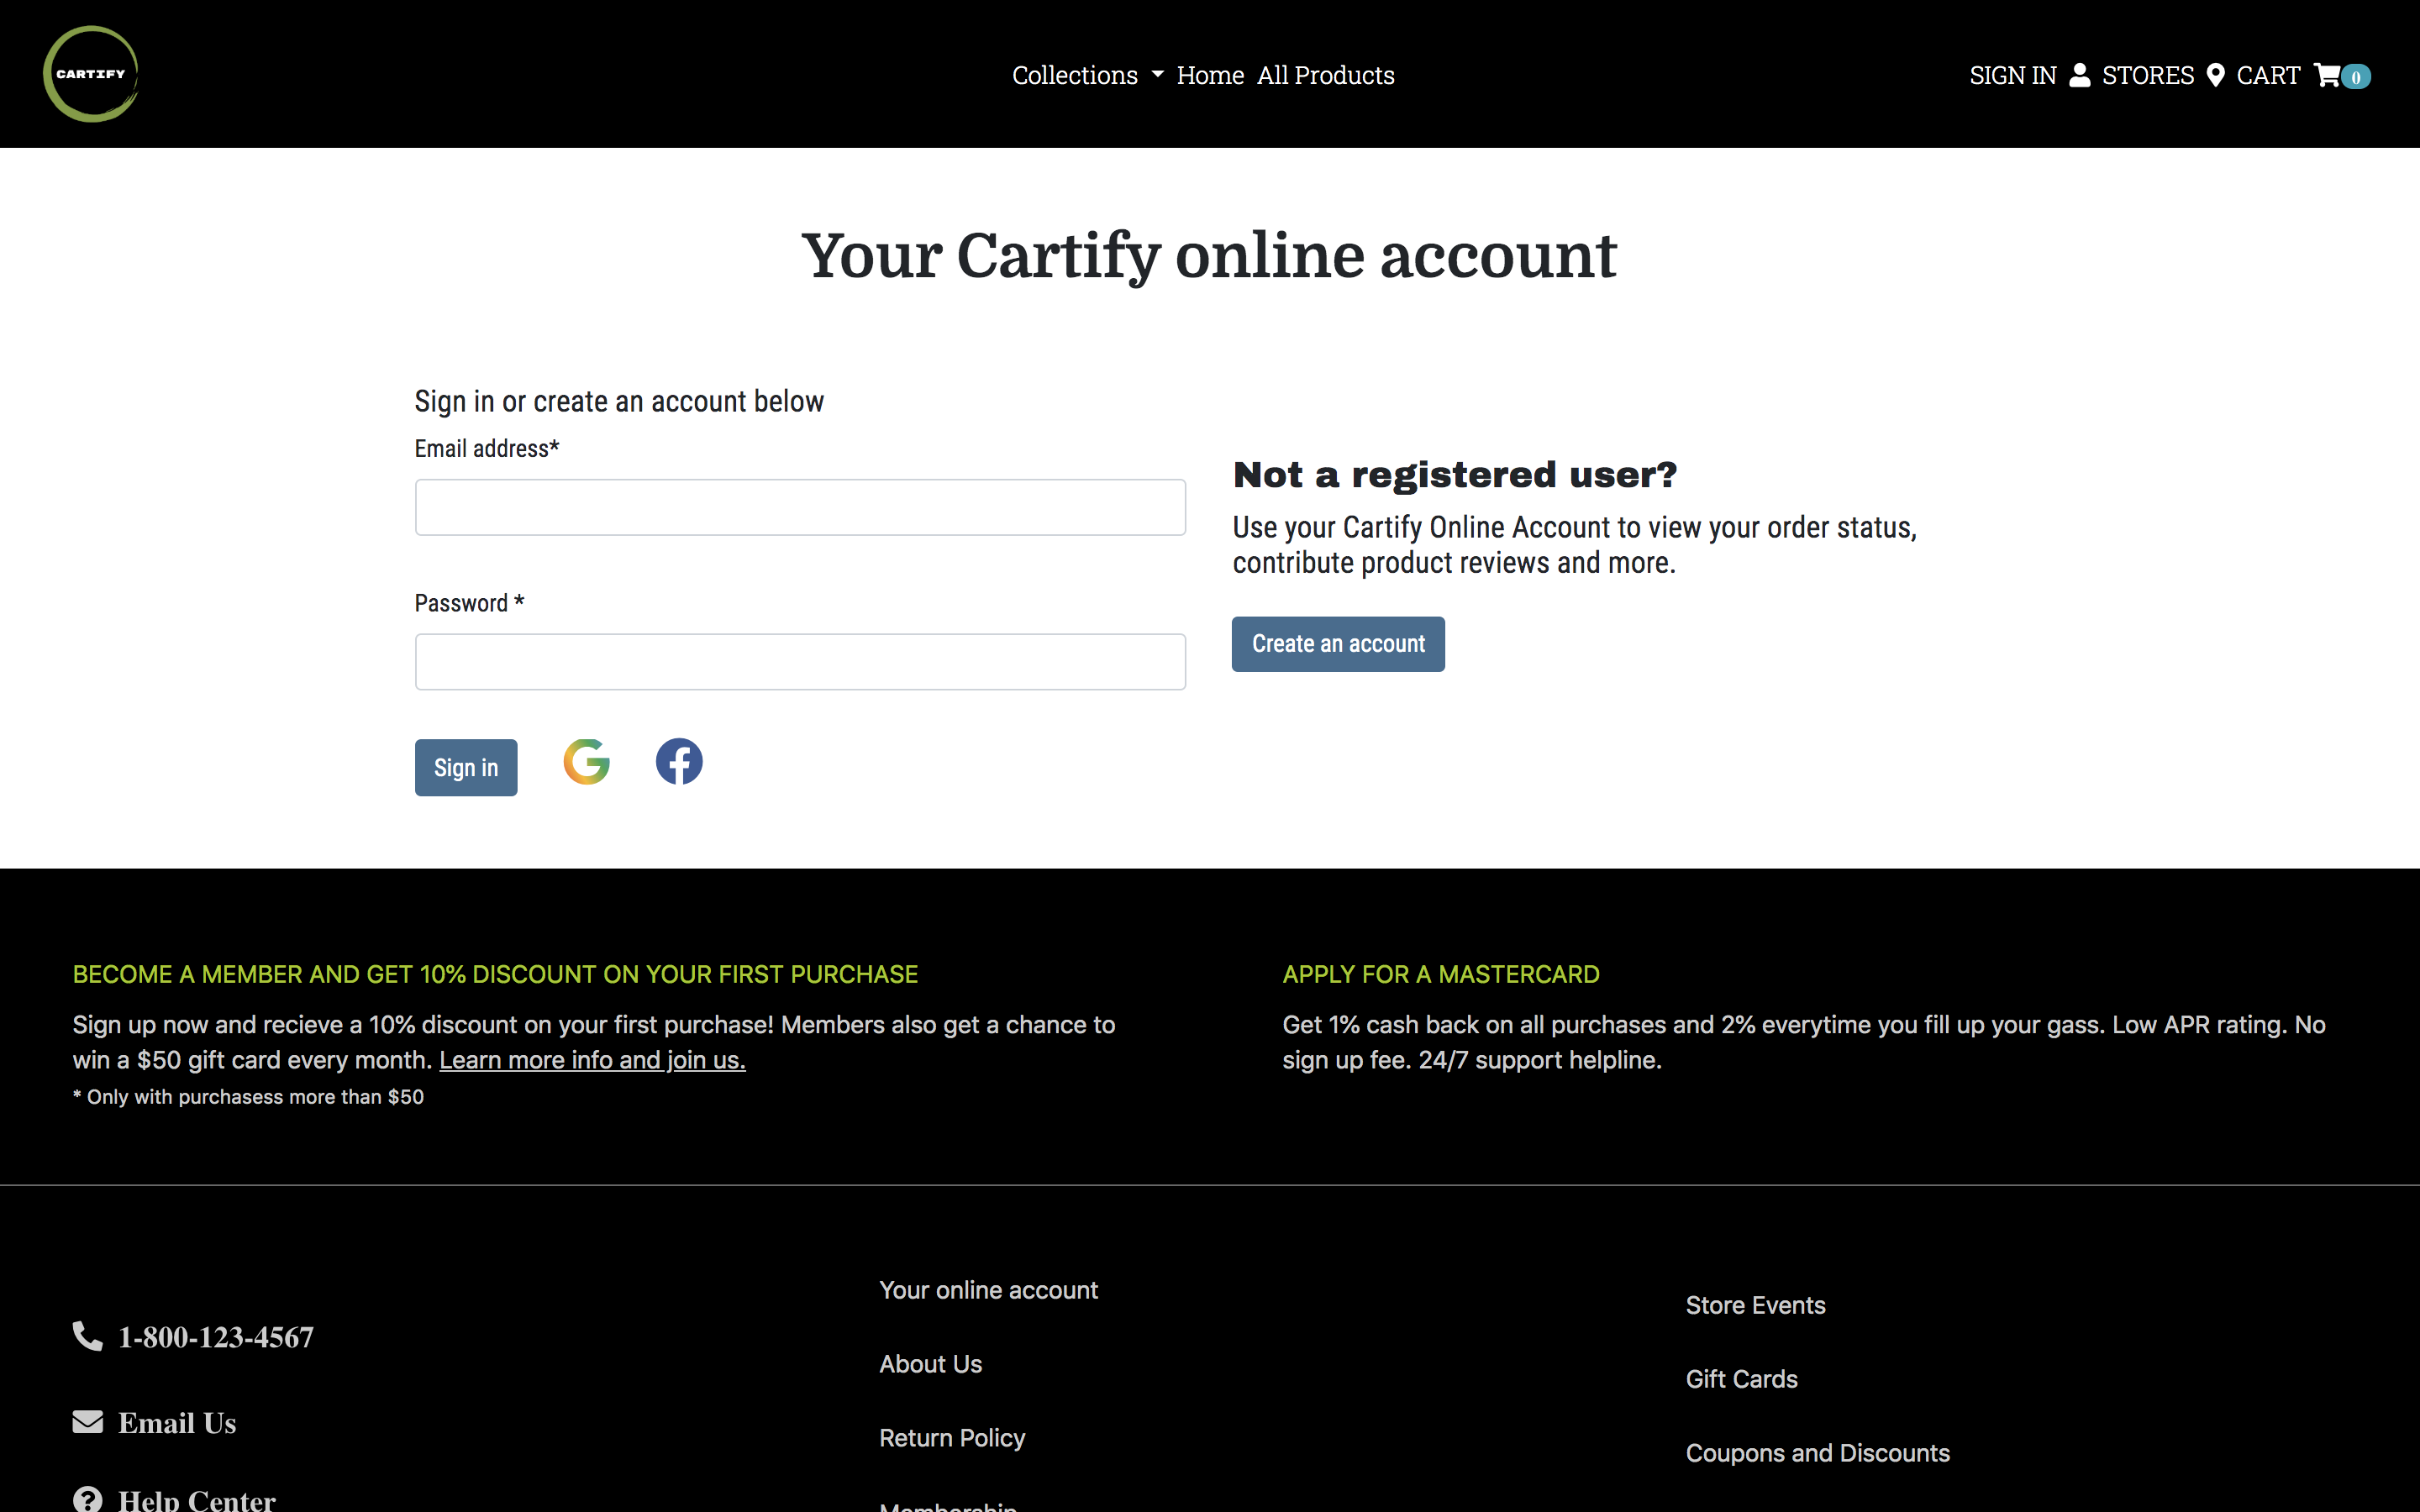 CARTIFY
Collections Home All Products
SIGN IN STORES CART 0
Your Cartify online account
Sign in or create an account below
Email address*
Password *
Sign in
Not a registered user?
Use your Cartify Online Account to view your order status,
contribute product reviews and more.
Create an account
BECOME A MEMBER AND GET 10% DISCOUNT ON YOUR FIRST PURCHASE
Sign up now and recieve a 10% discount on your first purchase! Members also get a chance to
win a $50 gift card every month. Learn more info and join us.
* Only with purchasess more than $50
APPLY FOR A MASTERCARD
Get 1% cash back on all purchases and 2% everytime you fill up your gass. Low APR rating. No
sign up fee. 24/7 support helpline.
1-800-123-4567
Email Us
Help Center
Your online account
About Us
Return Policy
Membership
Store Events
Gift Cards
Coupons and Discounts